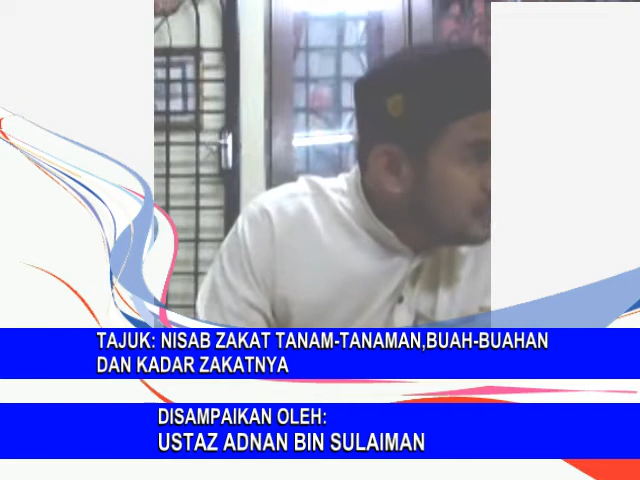 TAJUK: NISAB ZAKAT TANAM-TANAMAN,BUAH-BUAHAN
DAN KADAR ZAKATNYA
DISAMPAIKAN OLEH:
USTAZ ADNAN BIN SULAIMAN